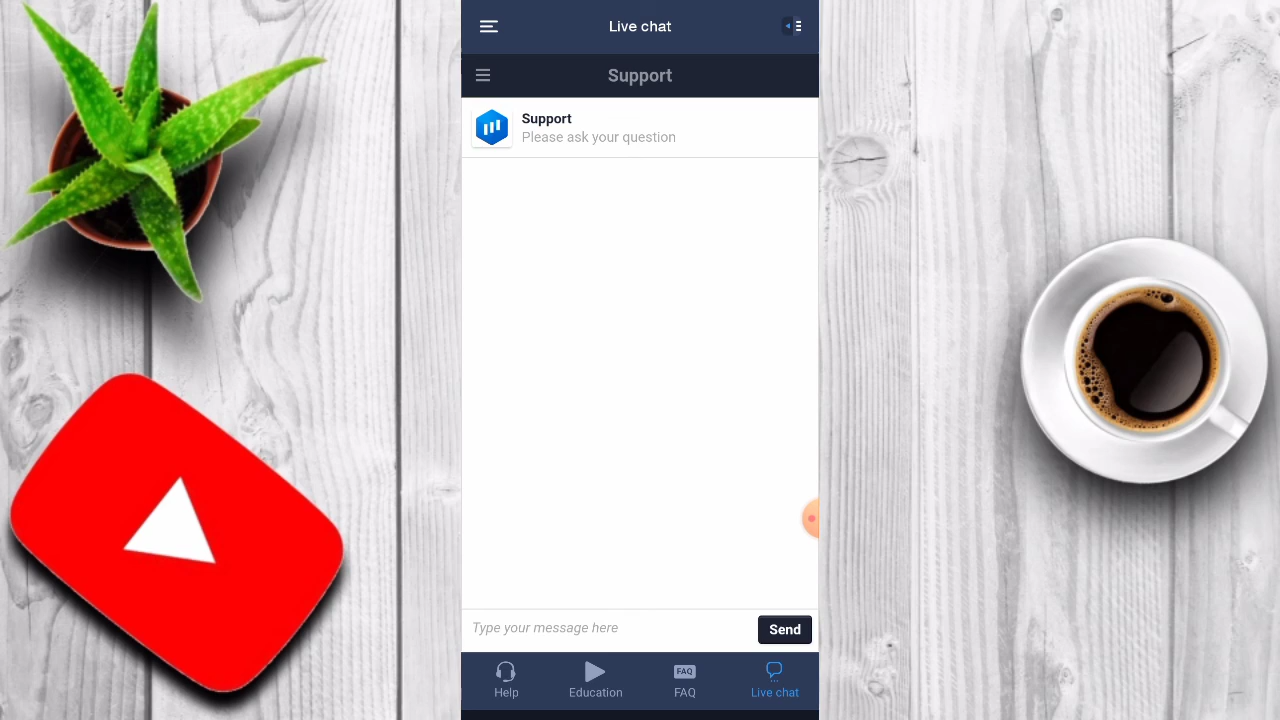 Live chat
Support
Support
Please ask your question
Type your message here
Send
Help
Education
FAQ
FAQ
Live chat